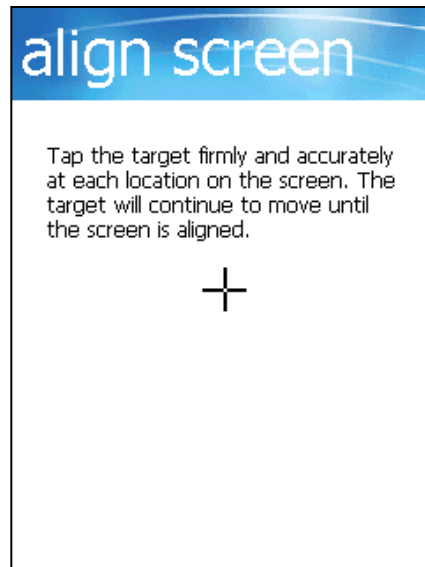 align screen
Tap the target firmly and accurately
at each location on the screen. The
target will continue to move until
the screen is aligned.